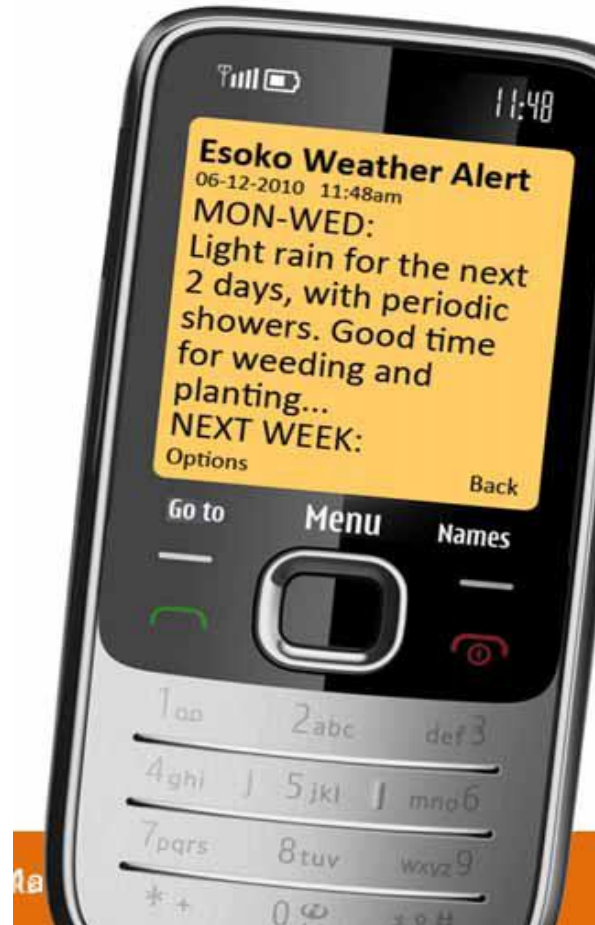 11:48
Esoko Weather Alert
06-12-2010 11:48am
MON-WED:
Light rain for the next
2 days, with periodic
showers. Good time
for weeding and
planting...
NEXT WEEK:
Options Back
Go to Menu Names
1 2abc def3
4ghi 5jkl mno6
7pqrs 8tuv wxyz9
* + 0 #